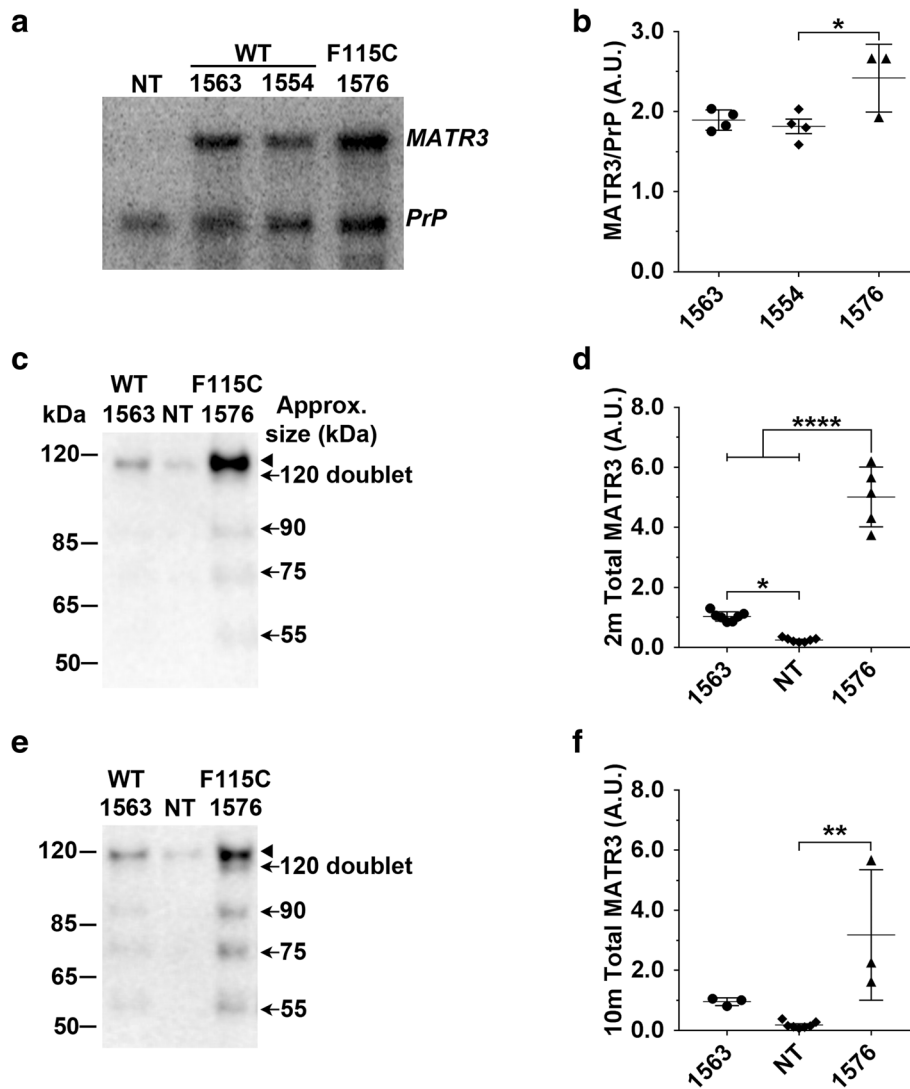 a
WT F115C
NT 1563 1554 1576
MATR3
PrP
b
*
MATR3/PrP (A.U.)
3.0
2.0
1.0
0.0
1563 1554 1576
c
WT F115C
kDa 1563 NT 1576 Approx.
size (kDa)
120
120 doublet
90
85
75
65
55
50
d
2m Total MATR3 (A.U.)
8.0
6.0
4.0
2.0
0.0
****
*
1563 NT 1576
e
WT F115C
1563 NT 1576
120
120 doublet
90
85
75
65
55
50
f
10m Total MATR3 (A.U.)
8.0
6.0
4.0
2.0
0.0
**
1563 NT 1576